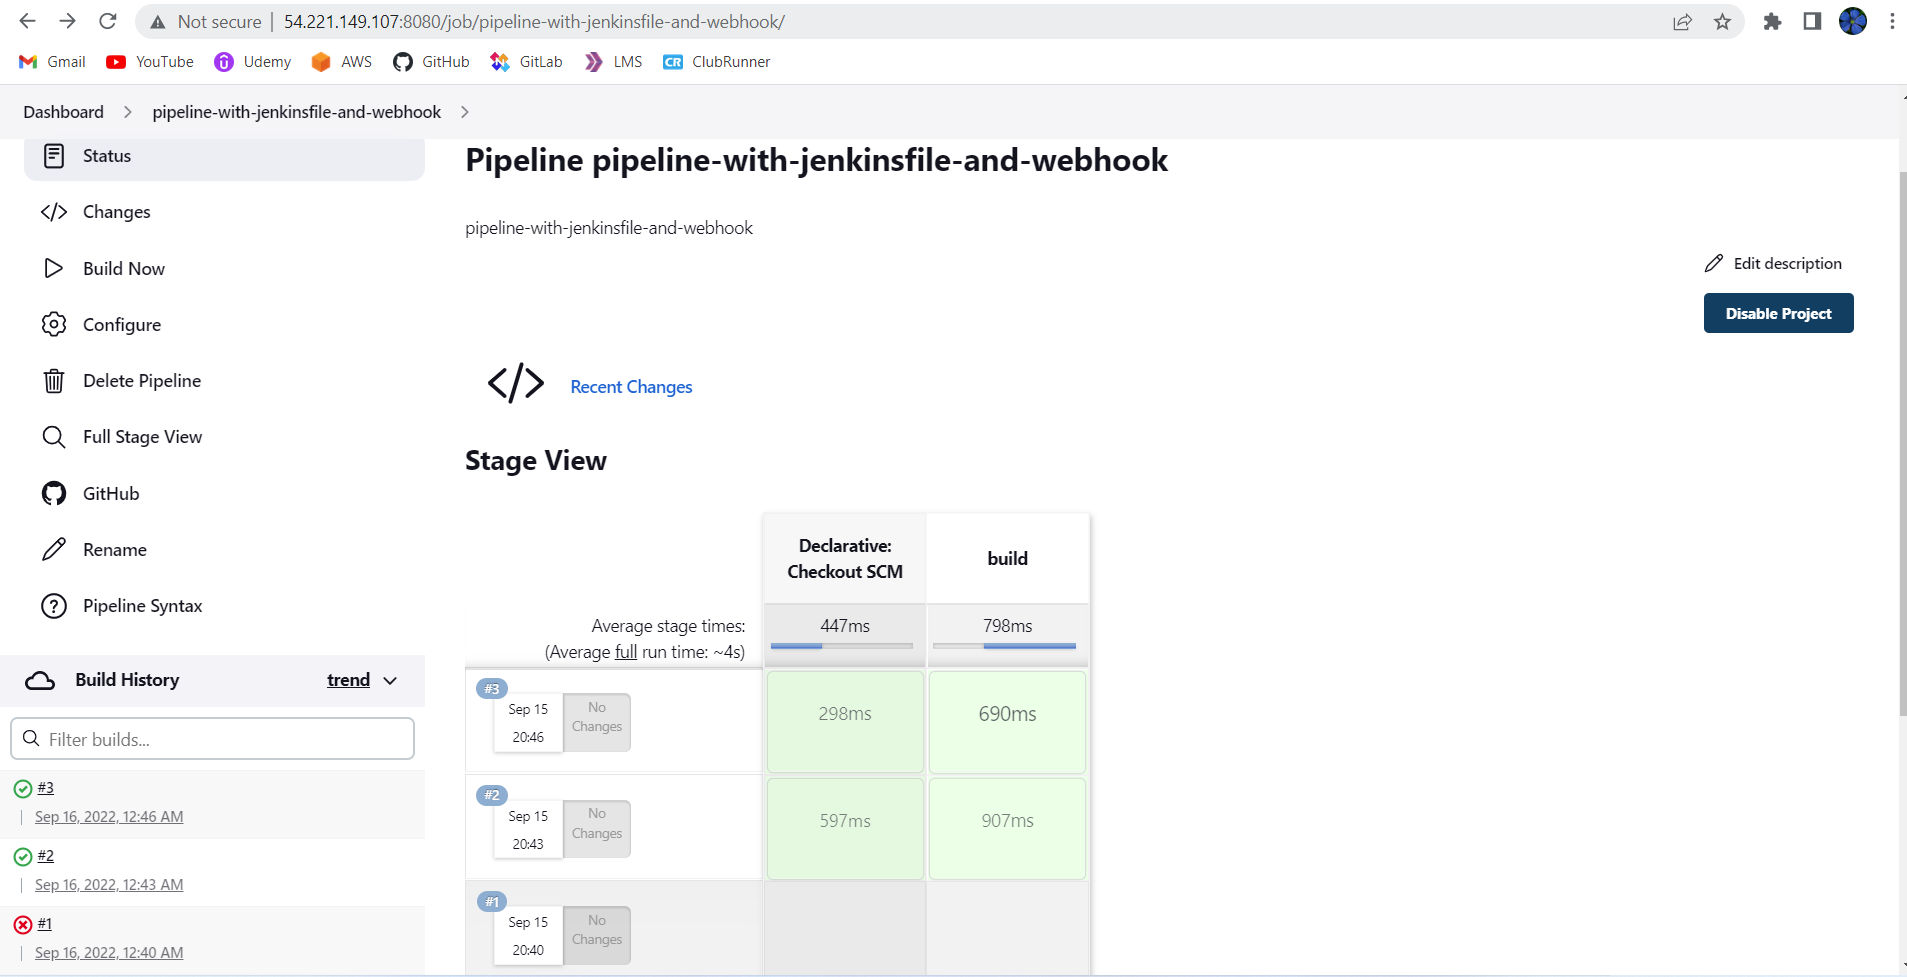 Not secure | 54.221.149.107:8080/job/pipeline-with-jenkinsfile-and-webhook/
Gmail YouTube Udemy AWS GitHub GitLab LMS CR ClubRunner
Dashboard pipeline-with-jenkinsfile-and-webhook
Status
Changes
Build Now
Configure
Delete Pipeline
Full Stage View
GitHub
Rename
Pipeline Syntax
Build History trend
Filter builds...
#3
Sep 16, 2022, 12:46 AM
#2
Sep 16, 2022, 12:43 AM
#1
Sep 16, 2022, 12:40 AM
Pipeline pipeline-with-jenkinsfile-and-webhook
pipeline-with-jenkinsfile-and-webhook
Edit description
Disable Project
Recent Changes
Stage View
Declarative:
Checkout SCM
build
Average stage times:
(Average full run time: ~4s)
447ms
798ms
#3
Sep 15
20:46
No
Changes
298ms
690ms
#2
Sep 15
20:43
No
Changes
597ms
907ms
#1
Sep 15
20:40
No
Changes